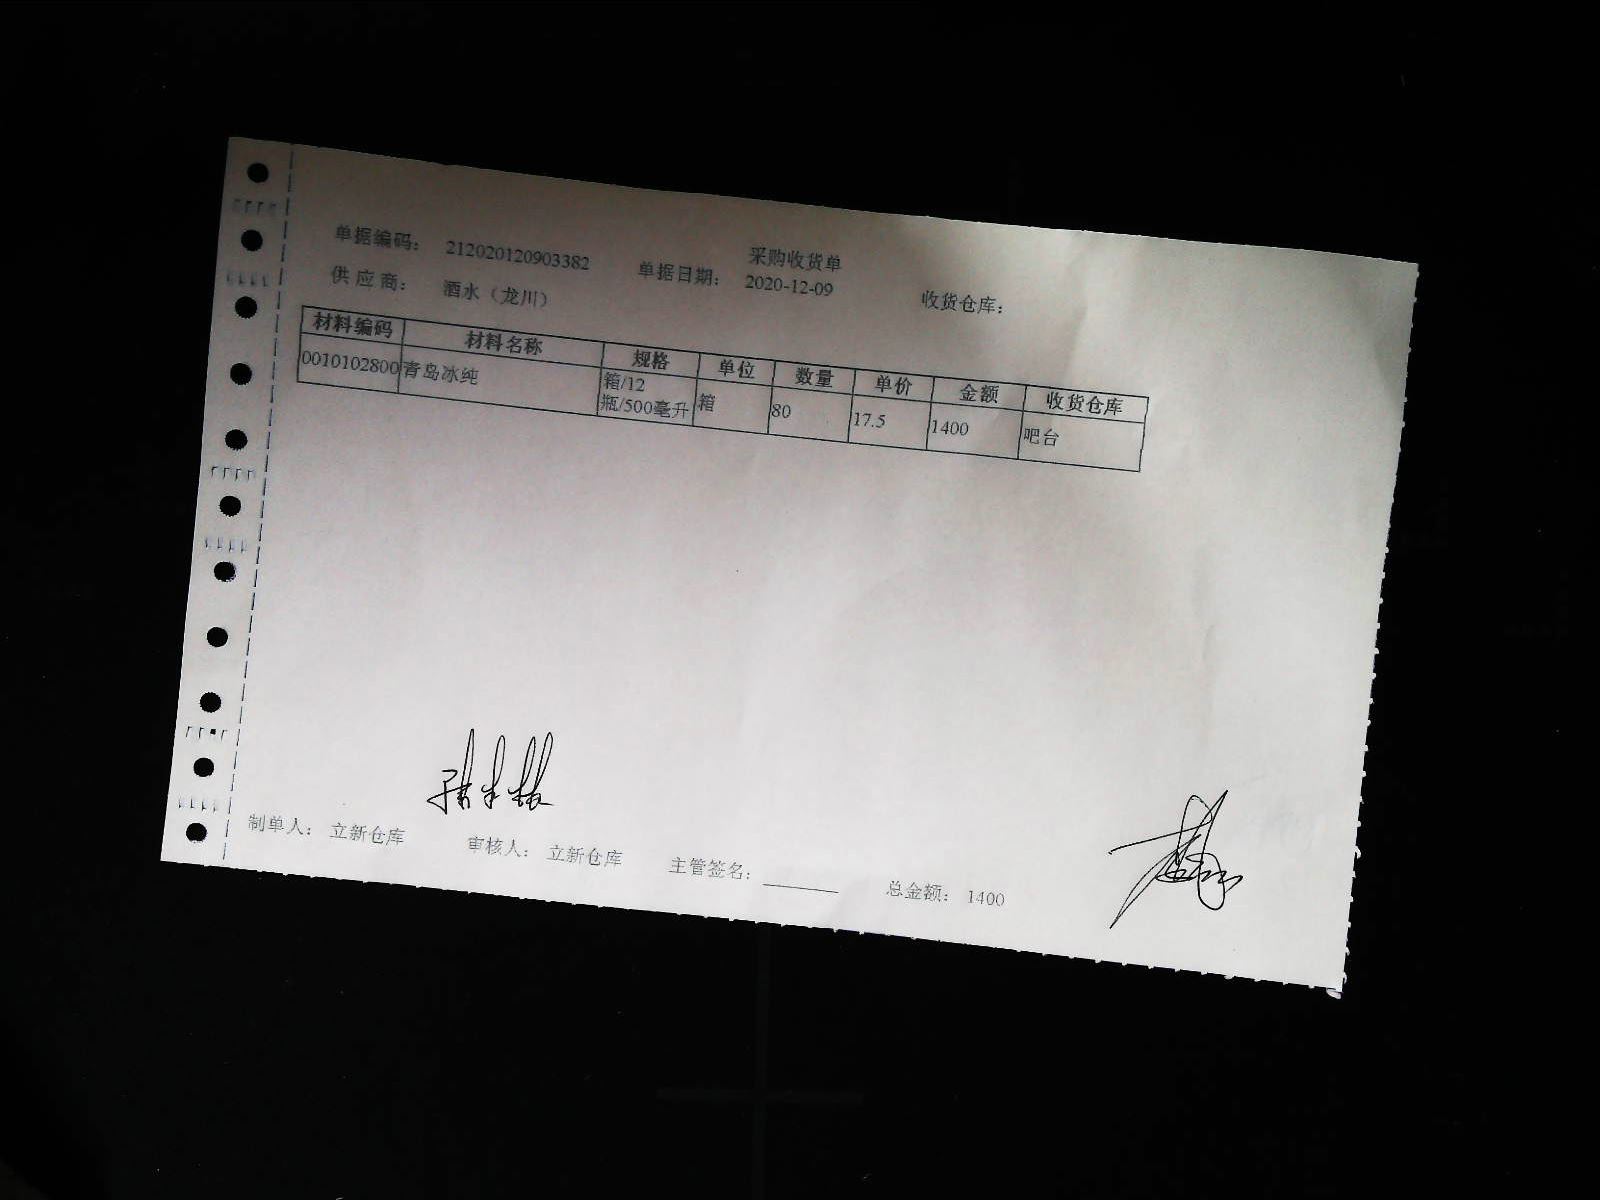 采购收货单
单据编码： 212020120903382 单据日期： 2020-12-09 收货仓库：
供应商： 酒水（龙川）
材料编码 材料名称 规格 单位 数量 单价 金额 收货仓库
0010102800 青岛冰纯 箱/12 箱 80 17.5 1400 吧台
瓶/500毫升
制单人： 立新仓库 审核人： 立新仓库 主管签名： 总金额： 1400